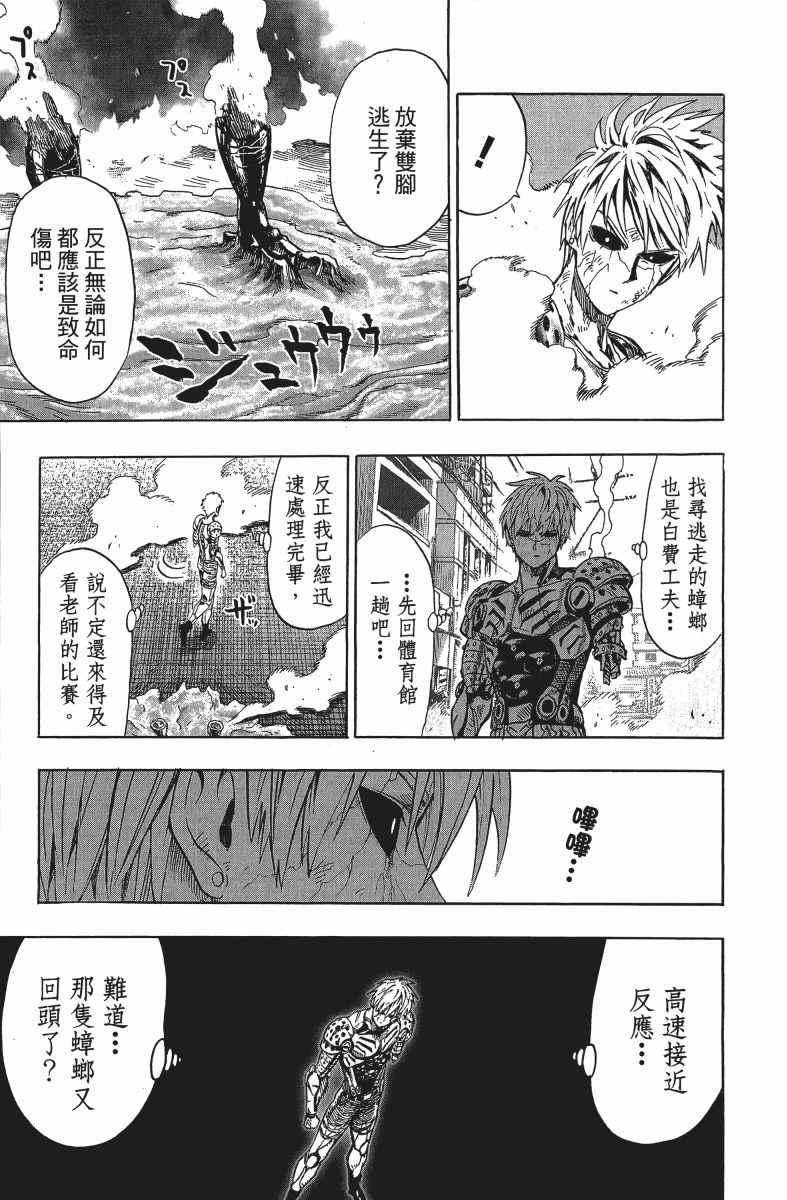 ！
放棄雙腳
逃生了？
反正無論如何
都應該是致命
傷吧…
プス
プス
ジュウウゥ
找尋逃走的蟑螂
也是白費工夫…
…先回體育館
一趟吧…
反正我已經迅
速處理完畢，
說不定還來得及
看老師的比賽。
ザッ
嗶嗶…
高速接近
反應…
難道…
那隻蟑螂又
回頭了？